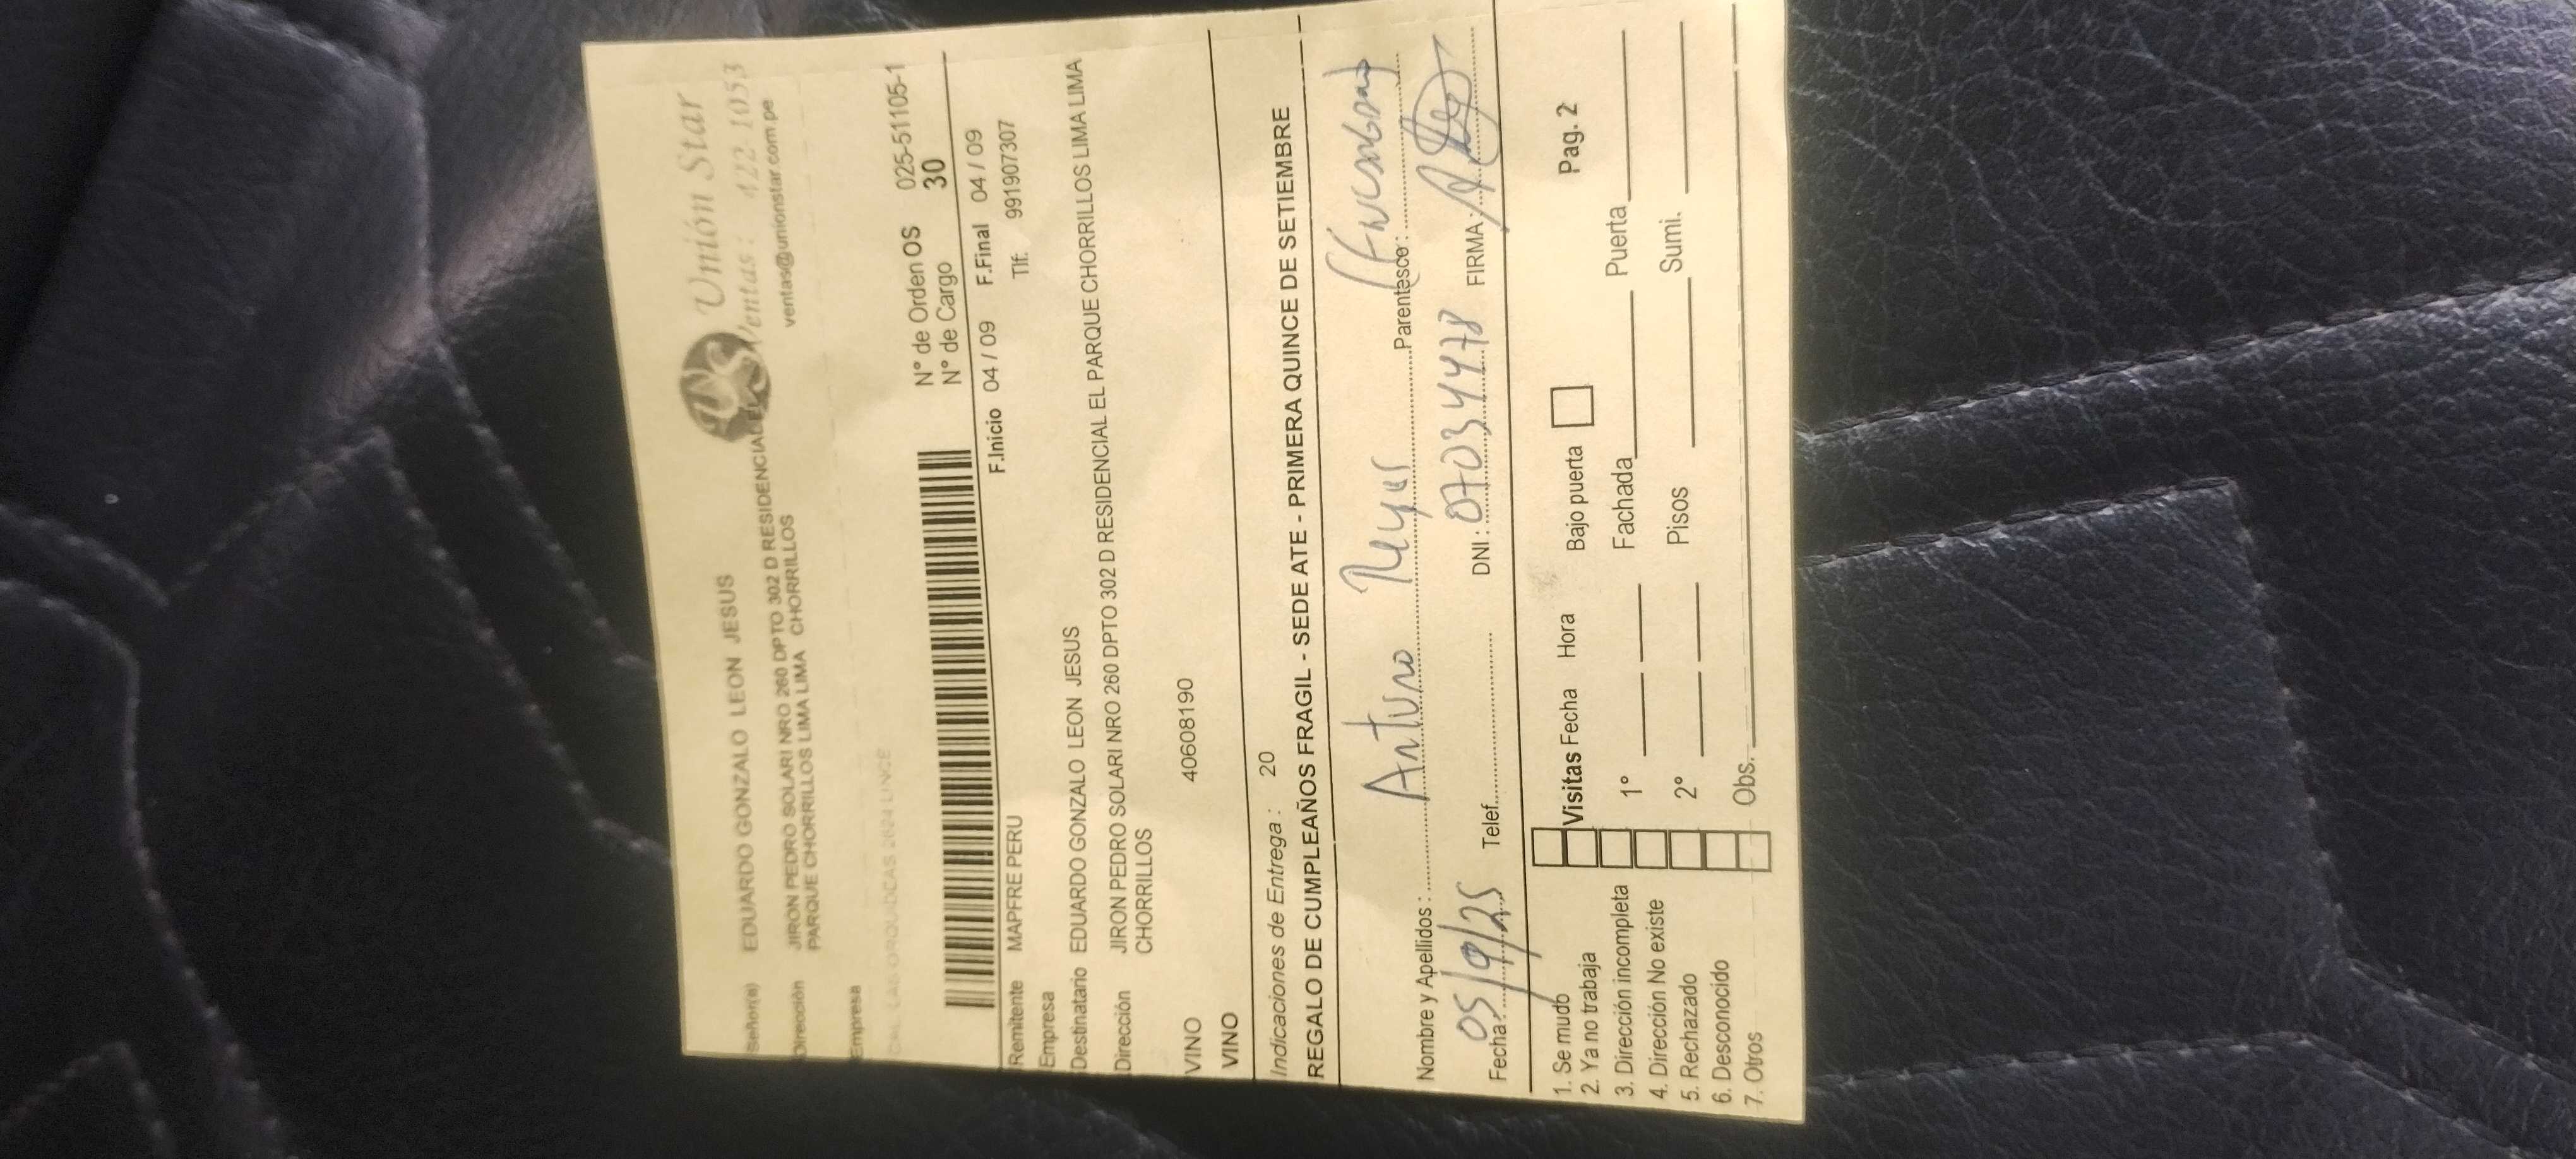 Unión Star
Ventas: 422-1053
ventas@unionstar.com.pe
Señor(a) EDUARDO GONZALO LEON JESUS
Dirección JIRON PEDRO SOLARI NRO 260 DPTO 302 D RESIDENCIAL EL
PARQUE CHORRILLOS LIMA LIMA CHORRILLOS
Empresa
CAL. LAS ORQUIDEAS 2624 LINCE
N° de Orden OS 025-51105-1
N° de Cargo 30
F.Inicio 04 / 09 F.Final 04 / 09
Remitente MAPFRE PERU Tlf. 991907307
Empresa
Destinatario EDUARDO GONZALO LEON JESUS
Dirección JIRON PEDRO SOLARI NRO 260 DPTO 302 D RESIDENCIAL EL PARQUE CHORRILLOS LIMA LIMA
CHORRILLOS
VINO 40608190
VINO
Indicaciones de Entrega : 20
REGALO DE CUMPLEAÑOS FRAGIL - SEDE ATE - PRIMERA QUINCE DE SETIEMBRE
Nombre y Apellidos : Arturo Parentesco :
Fecha : 05/9/25 Telef. DNI : 07034478 FIRMA :
1. Se mudo Visitas Fecha Hora Bajo puerta Pag. 2
2. Ya no trabaja
3. Dirección incompleta 1° Fachada Puerta
4. Dirección No existe
5. Rechazado 2° Pisos Sumi.
6. Desconocido
7. Otros Obs.